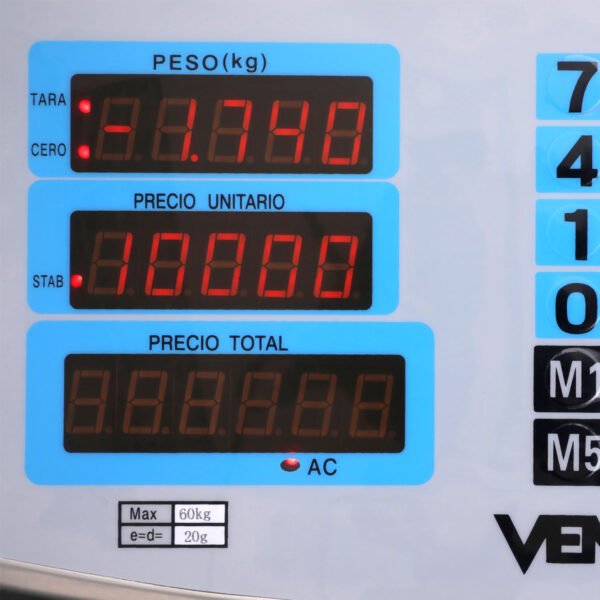 PESO(kg)
TARA
-1.740
CERO
PRECIO UNITARIO
10000
STAB
PRECIO TOTAL
AC
Max 60kg
e=d= 20g
7
4
1
0
M1
M5
VEN